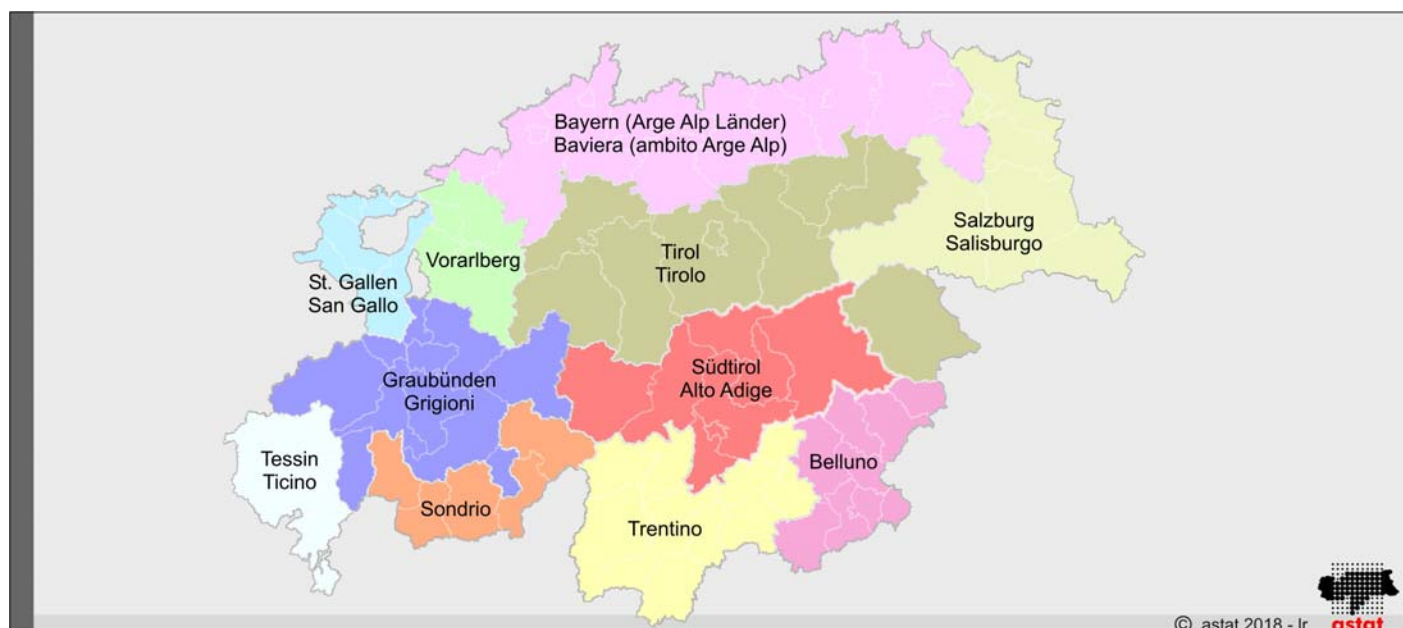 Bayern (Arge Alp Länder)
Baviera (ambito Arge Alp)
Salzburg
Salisburgo
Tirol
Tirolo
Vorarlberg
St. Gallen
San Gallo
Südtirol
Alto Adige
Graubünden
Grigioni
Tessin
Ticino
Belluno
Sondrio
Trentino
© astat 2018 - lr
astat